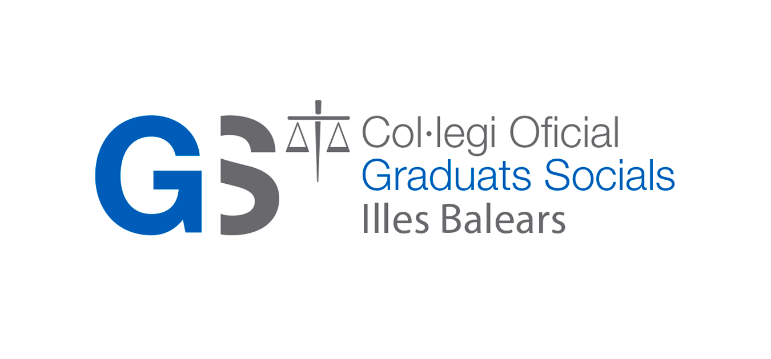 GS
Col·legi Oficial
Graduats Socials
Illes Balears